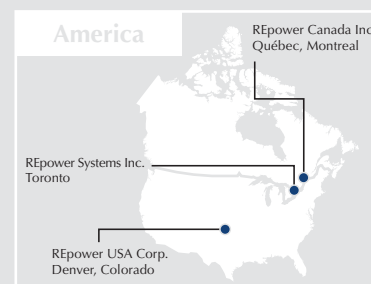 America
REpower Canada Inc
Québec, Montreal
REpower Systems Inc.
Toronto
REpower USA Corp.
Denver, Colorado